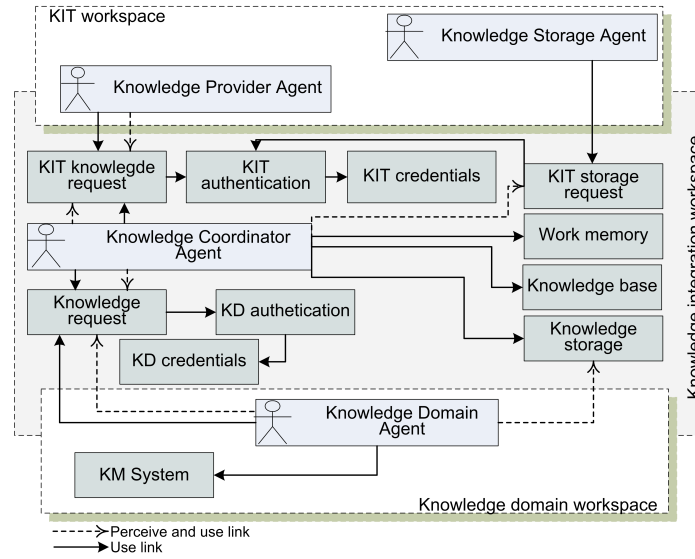 KIT workspace
Knowledge Storage Agent
Knowledge Provider Agent
KIT knowlegde
request
KIT
authentication
KIT credentials
KIT storage
request
Knowledge Coordinator
Agent
Work memory
Knowledge base
Knowledge
request
KD authetication
KD credentials
Knowledge
storage
Knowledge integration workspace
Knowledge Domain
Agent
KM System
Knowledge domain workspace
Perceive and use link
Use link